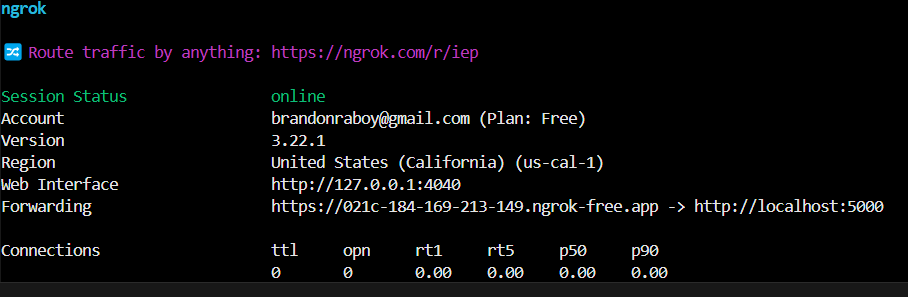 ngrok
Route traffic by anything: https://ngrok.com/r/iep
Session Status online
Account brandonraboy@gmail.com (Plan: Free)
Version 3.22.1
Region United States (California) (us-cal-1)
Web Interface http://127.0.0.1:4040
Forwarding https://021c-184-169-213-149.ngrok-free.app -> http://localhost:5000
Connections ttl opn rt1 rt5 p50 p90
0 0 0.00 0.00 0.00 0.00